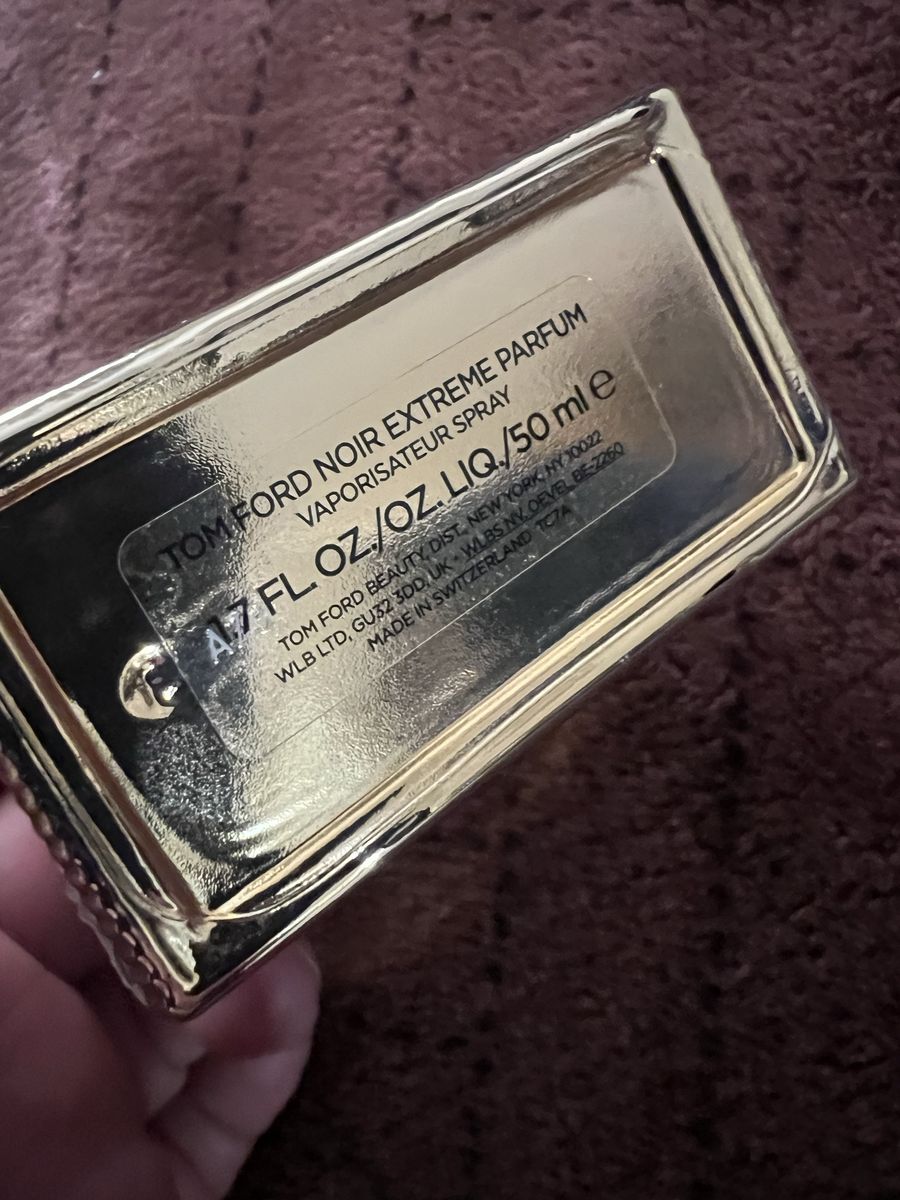 TOM FORD NOIR EXTREME PARFUM
VAPORISATEUR SPRAY
1.7 FL. OZ./OZ. LIQ./50 ml ℮
TOM FORD BEAUTY, DIST. NEW YORK, NY 10022
WLB LTD, GU32 3DD, UK • WLBS NV, OEVEL BE-2260
MADE IN SWITZERLAND TC7A